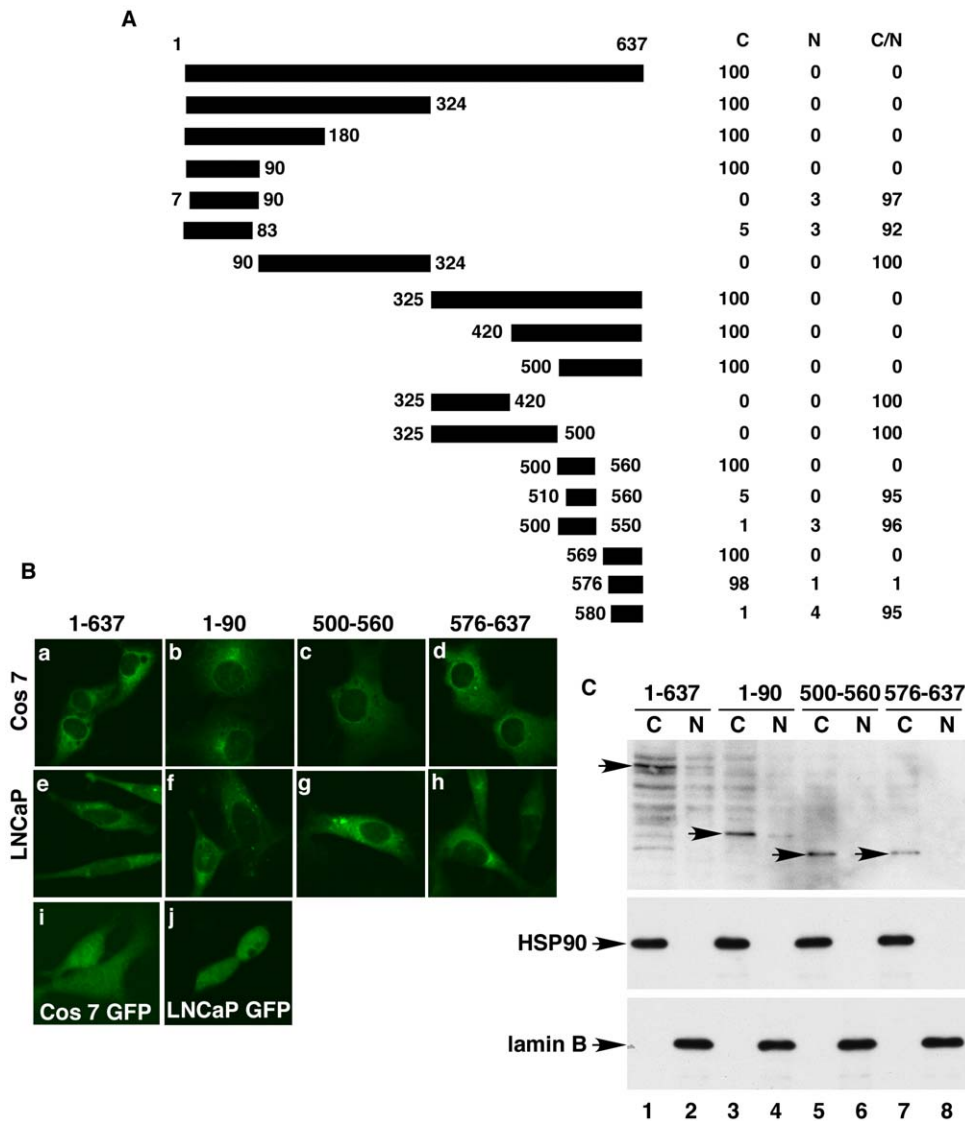 A
1 637 C N C/N
100 0 0
324 100 0 0
180 100 0 0
90 100 0 0
7 90 0 3 97
83 5 3 92
90 324 0 0 100
325 100 0 0
420 100 0 0
500 100 0 0
325 420 0 0 100
325 500 0 0 100
500 560 100 0 0
510 560 5 0 95
500 550 1 3 96
569 100 0 0
576 98 1 1
580 1 4 95
B
1-637 1-90 500-560 576-637
Cos 7
a b c d
LNCaP
e f g h
i j
Cos 7 GFP LNCaP GFP
C
1-637 1-90 500-560 576-637
C N C N C N C N
HSP90
lamin B
1 2 3 4 5 6 7 8